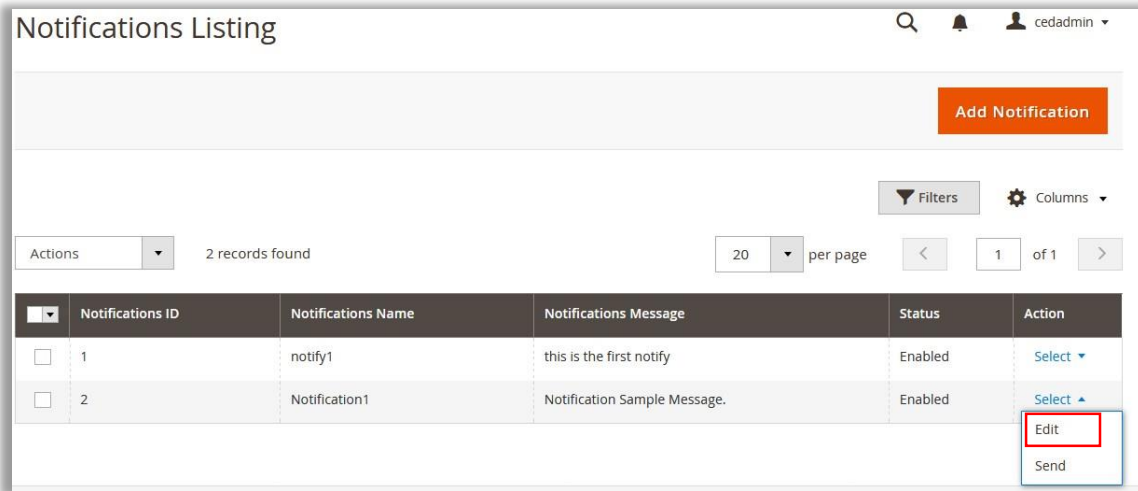 Notifications Listing
cedadmin
Add Notification
Filters
Columns
Actions
2 records found
20
per page
1
of 1
Notifications ID
Notifications Name
Notifications Message
Status
Action
1
notify1
this is the first notify
Enabled
Select
2
Notification1
Notification Sample Message.
Enabled
Select
Edit
Send